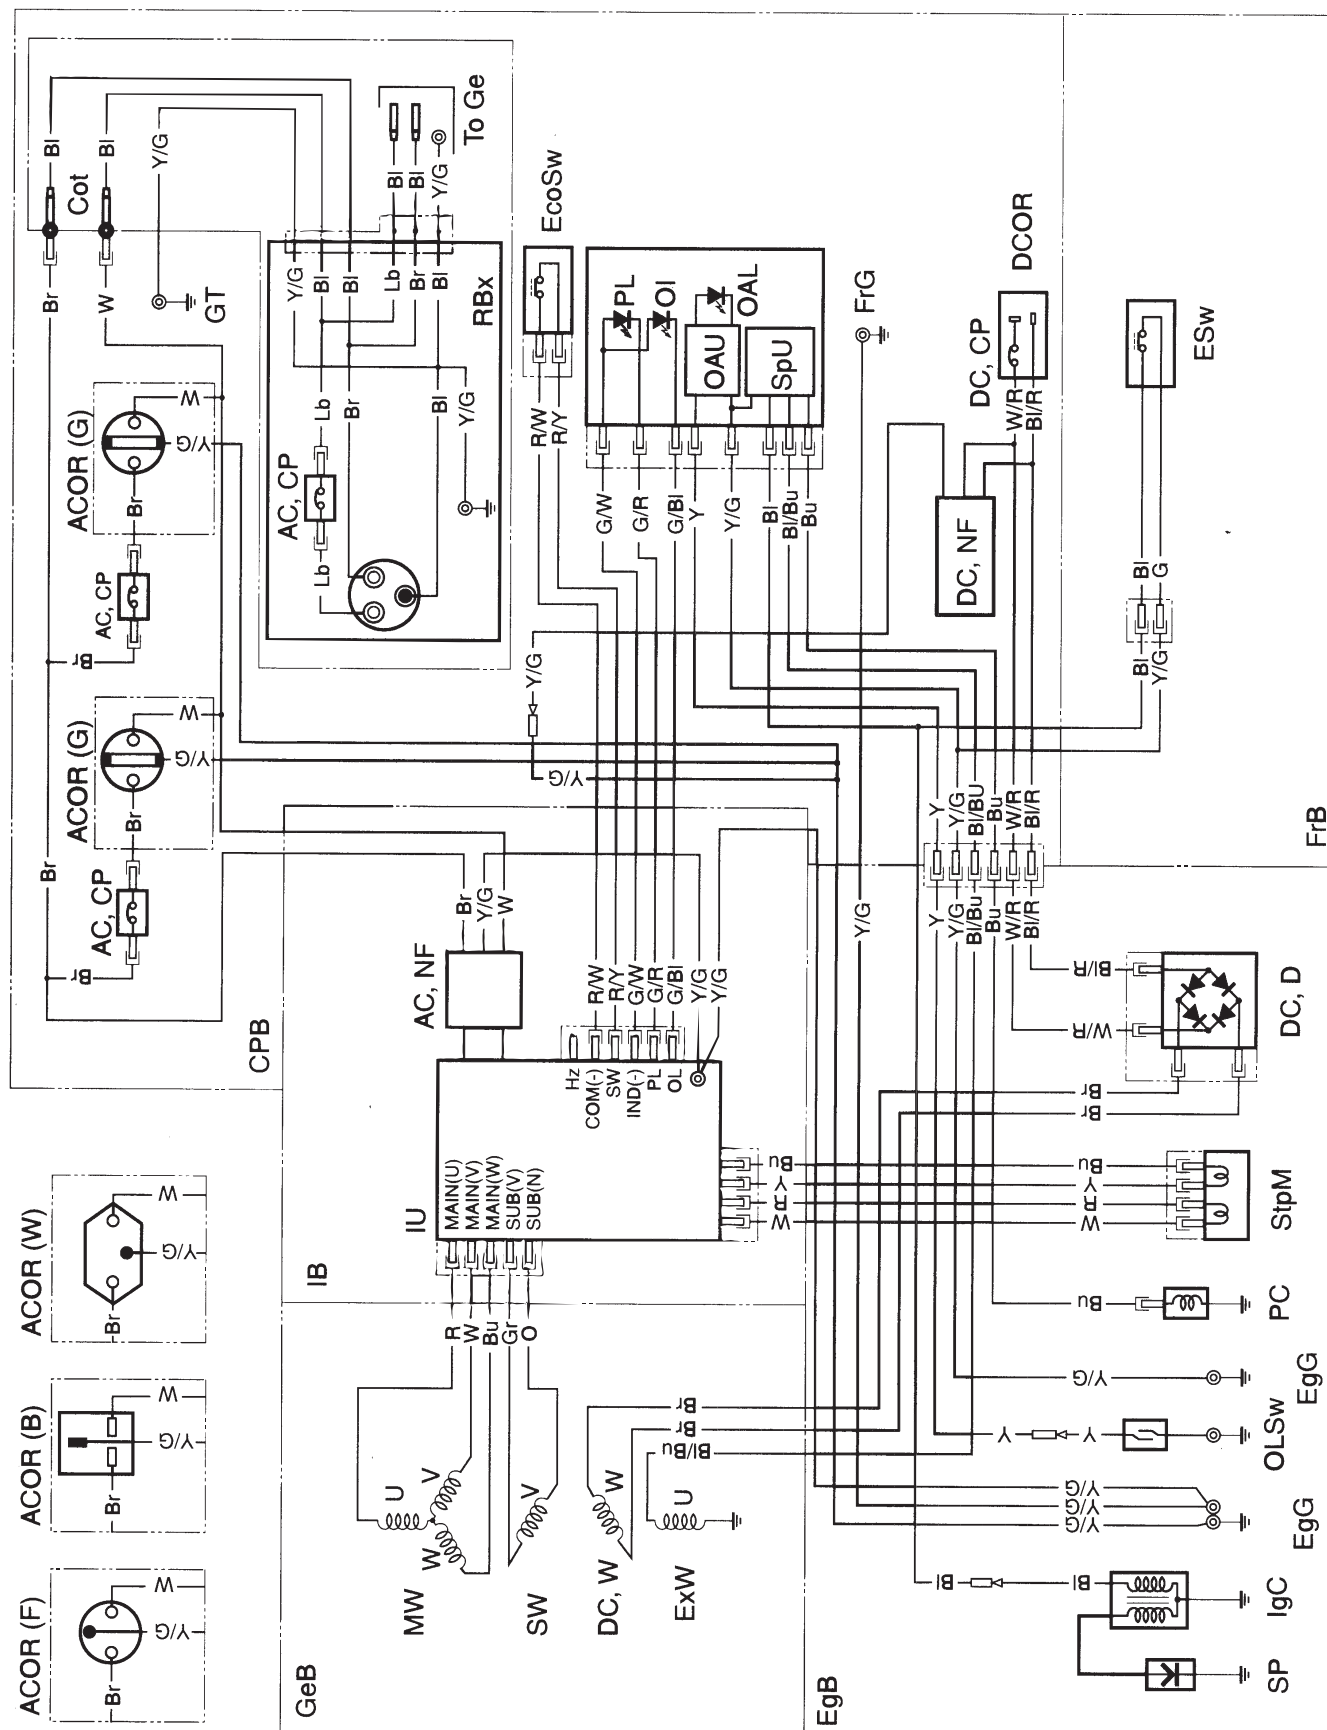 ACOR (F)
Br
Y/G
W
ACOR (B)
Br
Y/G
W
ACOR (W)
Br
Y/G
W
CPB
Br
Br
AC, CP
Br
ACOR (G)
Y/G
W
Br
AC, CP
Br
ACOR (G)
Y/G
W
Br
W
Cot
Bl
Bl
Y/G
GT
RBx
AC, CP
Lb
Lb
Br
Bl
Y/G
Y/G
Bl
Bl
Lb
Br
Bl
Bl
Bl
Y/G
To Ge
EcoSw
R/W
R/Y
PL
OI
OAU
OAL
SpU
G/W
G/R
G/Bl
Y
Y/G
Bl
Bl/Bu
Bu
FrG
Y/G
Y/G
Y/G
DC, NF
DC, CP
DCOR
W/R
Bl/R
ESw
Bl
G
Bl
Y/G
FrB
IB
IU
AC, NF
Br
Y/G
W
MAIN(U)
MAIN(V)
MAIN(W)
SUB(V)
SUB(N)
Hz
COM(-)
SW
IND(-)
PL
OL
R/W
R/Y
G/W
G/R
G/Bl
Y/G
Y/G
Bu
Y
R
W
GeB
R
W
Bu
Gr
O
MW
U
V
W
SW
V
DC, W
W
ExW
U
Br
Br
Bl/Bu
EgB
Y
Y/G
Bl/BU
Bu
W/R
Bl/R
Y
Y/G
Bl/Bu
Bu
W/R
Bl/R
SP
IgC
Bl
Bl
EgG
Y/G
Y/G
Y/G
OLSw
Y
Y
EgG
Y/G
PC
Bu
StpM
Bu
Y
R
W
DC, D
Br
Br
W/R
Bl/R